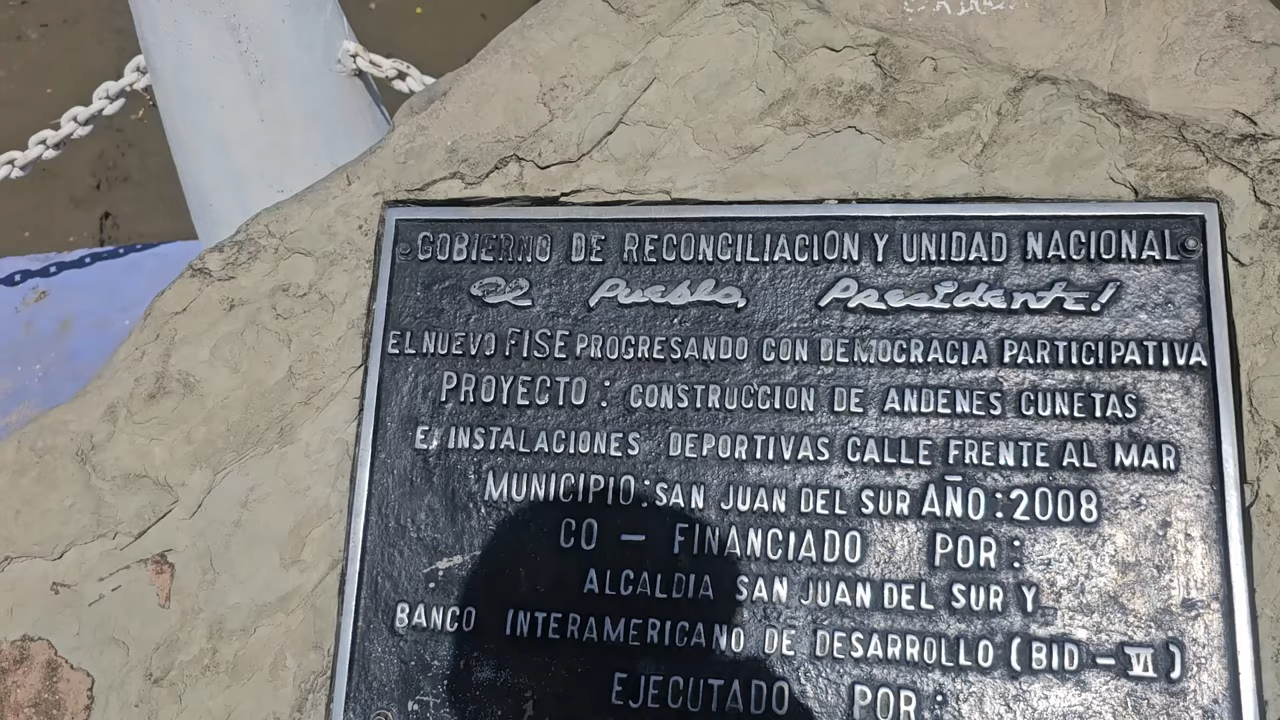 GOBIERNO DE RECONCILIACION Y UNIDAD NACIONAL
El Pueblo, Presidente!
EL NUEVO FISE PROGRESANDO CON DEMOCRACIA PARTICIPATIVA
PROYECTO: CONSTRUCCION DE ANDENES CUNETAS
E, INSTALACIONES DEPORTIVAS CALLE FRENTE AL MAR
MUNICIPIO: SAN JUAN DEL SUR AÑO: 2008
CO - FINANCIADO POR:
ALCALDIA SAN JUAN DEL SUR Y
BANCO INTERAMERICANO DE DESARROLLO (BID - VI)
EJECUTADO POR: